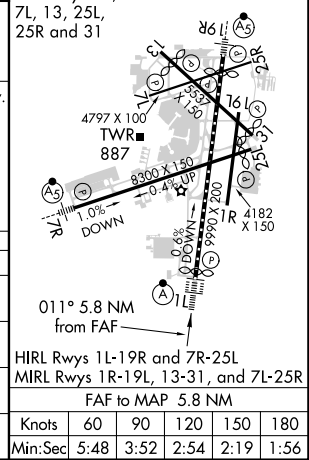 7L, 13, 25L,
25R and 31
A5
19R
13
25R
P
P
P
7L
5537
X 150
4797 X 100
19L
P
TWR
887
31
25L
P
8300 X 150
0.4% UP
A5
P
1.0%
DOWN
7R
9990 X 200
0.6%
DOWN
1R
4182
X 150
P
A
1L
011° 5.8 NM
from FAF
HIRL Rwys 1L-19R and 7R-25L
MIRL Rwys 1R-19L, 13-31, and 7L-25R
FAF to MAP 5.8 NM
Knots 60 90 120 150 180
Min:Sec 5:48 3:52 2:54 2:19 1:56